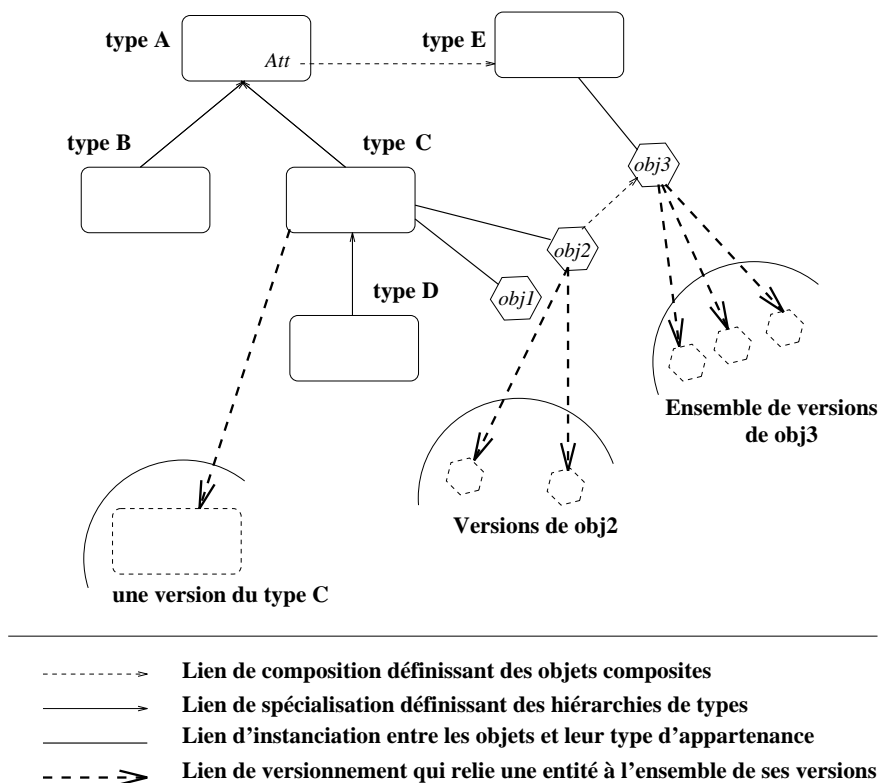 type A
type E
Att
type B
type C
obj3
obj2
type D
obj1
Ensemble de versions
de obj3
Versions de obj2
une version du type C
Lien de composition définissant des objets composites
Lien de spécialisation définissant des hiérarchies de types
Lien d'instanciation entre les objets et leur type d'appartenance
Lien de versionnement qui relie une entité à l'ensemble de ses versions